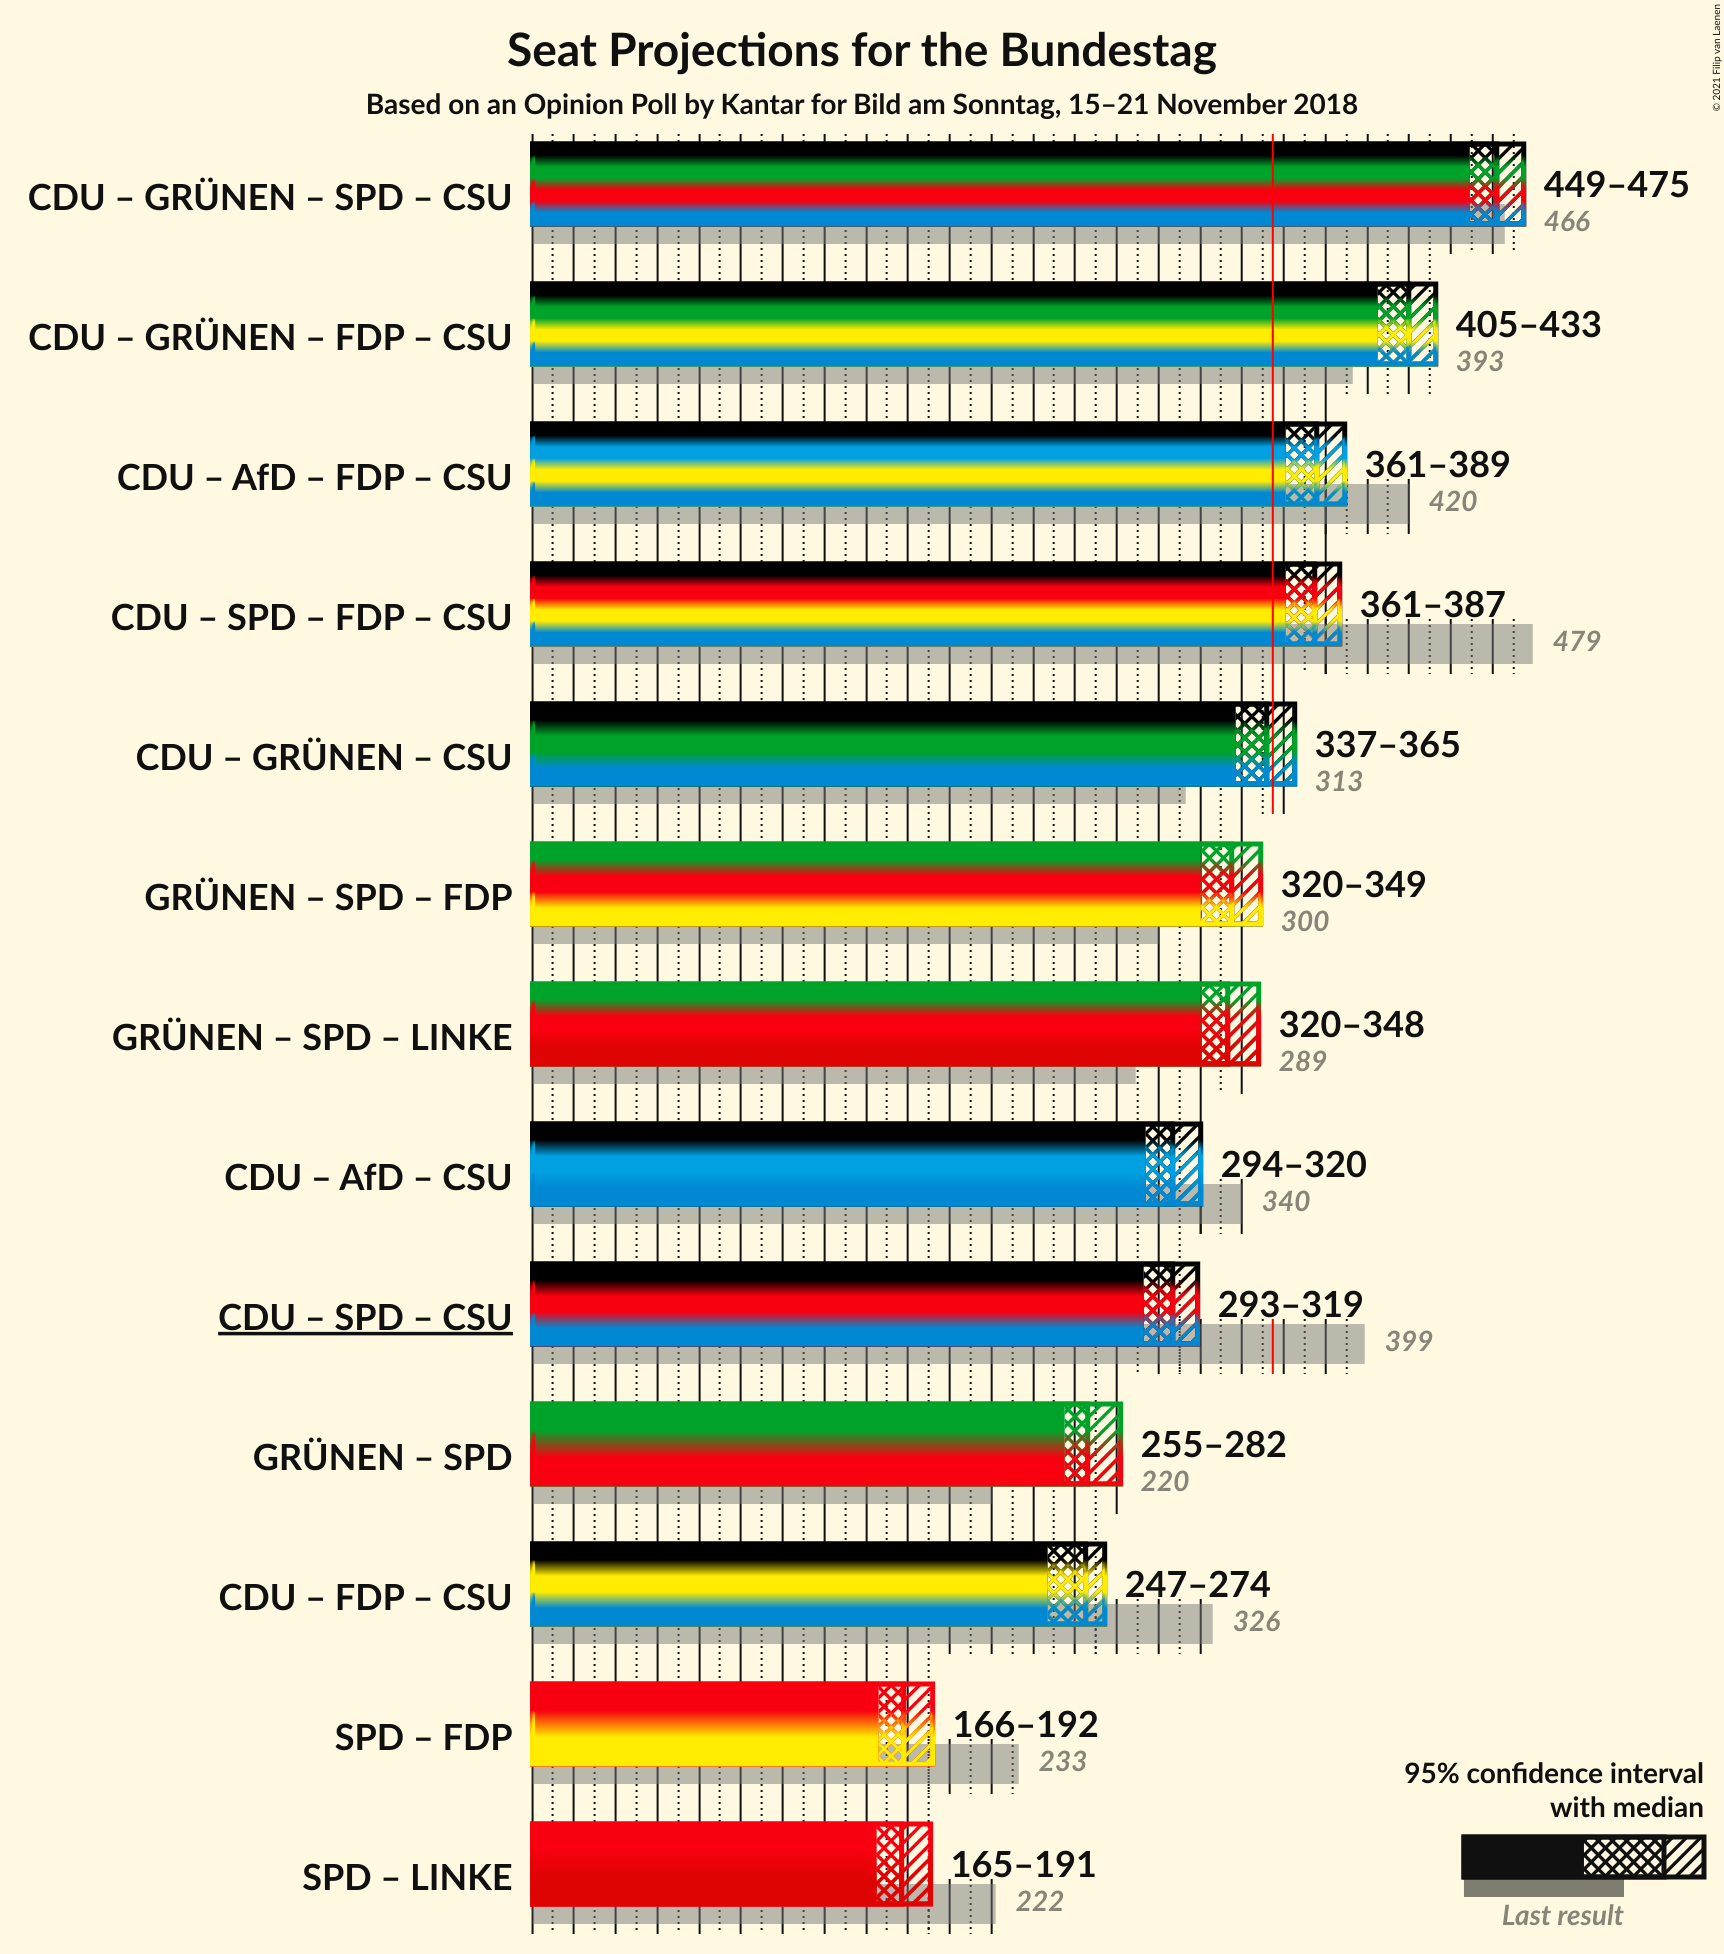 Seat Projections for the Bundestag
Based on an Opinion Poll by Kantar for Bild am Sonntag, 15–21 November 2018
© 2021 Filip van Laenen
CDU – GRÜNEN – SPD – CSU
449–475
466
CDU – GRÜNEN – FDP – CSU
405–433
393
CDU – AfD – FDP – CSU
361–389
420
CDU – SPD – FDP – CSU
361–387
479
CDU – GRÜNEN – CSU
337–365
313
GRÜNEN – SPD – FDP
320–349
300
GRÜNEN – SPD – LINKE
320–348
289
CDU – AfD – CSU
294–320
340
CDU – SPD – CSU
293–319
399
GRÜNEN – SPD
255–282
220
CDU – FDP – CSU
247–274
326
SPD – FDP
166–192
233
SPD – LINKE
165–191
222
95% confidence interval
with median
Last result